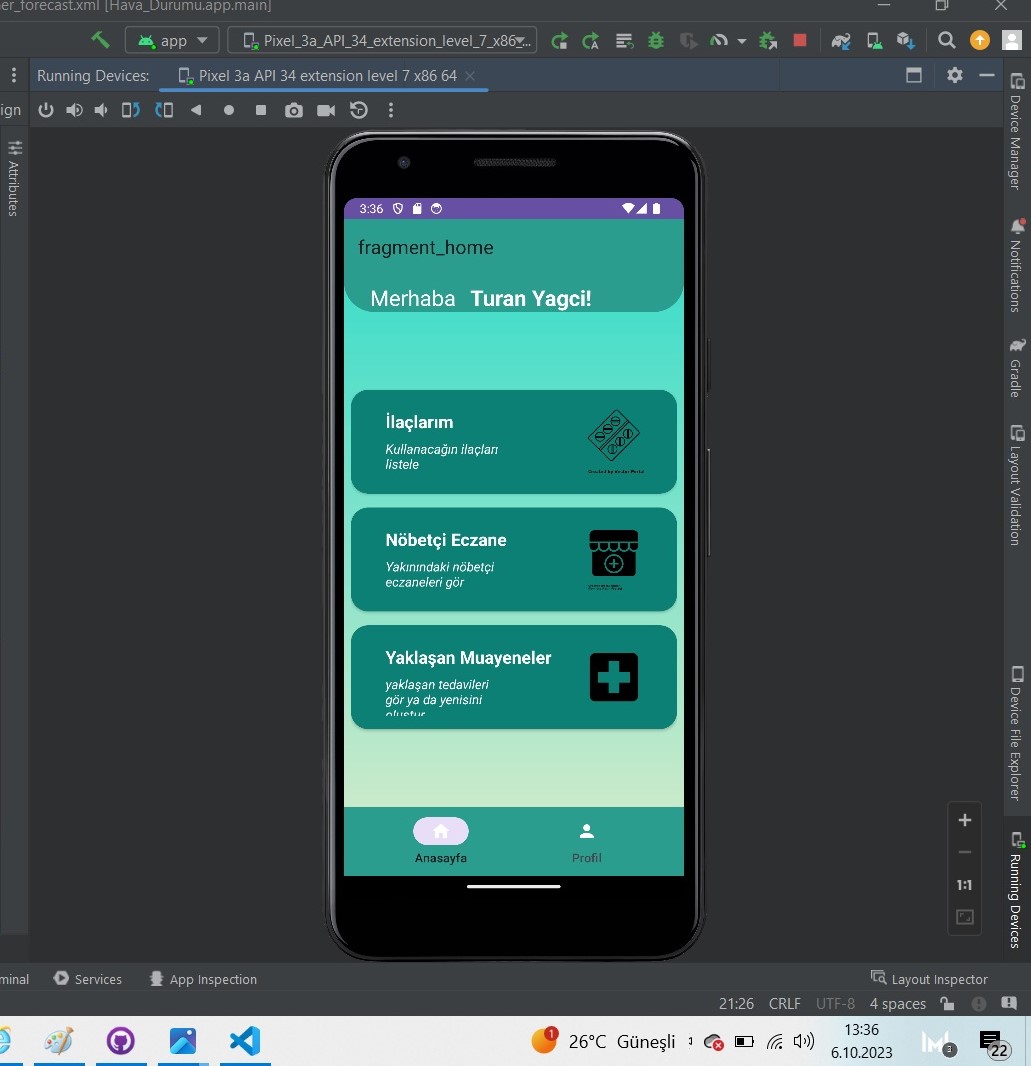 er_forecast.xml [Hava_Durumu.app.main]
app
Pixel_3a_API_34_extension_level_7_x86_...
Running Devices:
Pixel 3a API 34 extension level 7 x86 64
ign
Attributes
Device Manager
Notifications
Gradle
Layout Validation
Device File Explorer
Running Devices
3:36
fragment_home
Merhaba Turan Yagci!
İlaçlarım
Kullanacağın ilaçları
listele
Created by Vector Portal
Nöbetçi Eczane
Yakınındaki nöbetçi
eczaneleri gör
Yaklaşan Muayeneler
yaklaşan tedavileri
gör ya da yenisini
oluştur
Anasayfa
Profil
1:1
minal
Services
App Inspection
Layout Inspector
21:26 CRLF UTF-8 4 spaces
1
26°C Güneşli
13:36
6.10.2023
3
22